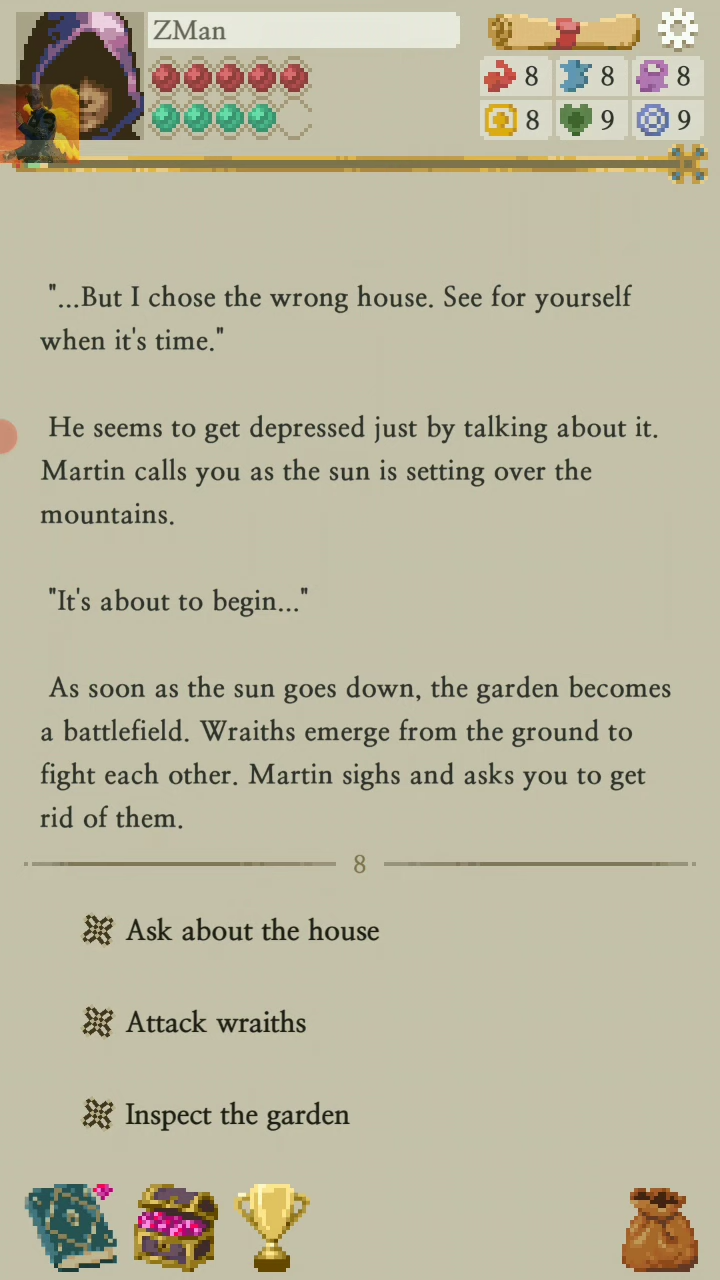 ZMan
8 8 8
8 9 9
"...But I chose the wrong house. See for yourself
when it's time."
He seems to get depressed just by talking about it.
Martin calls you as the sun is setting over the
mountains.
"It's about to begin..."
As soon as the sun goes down, the garden becomes
a battlefield. Wraiths emerge from the ground to
fight each other. Martin sighs and asks you to get
rid of them.
8
Ask about the house
Attack wraiths
Inspect the garden